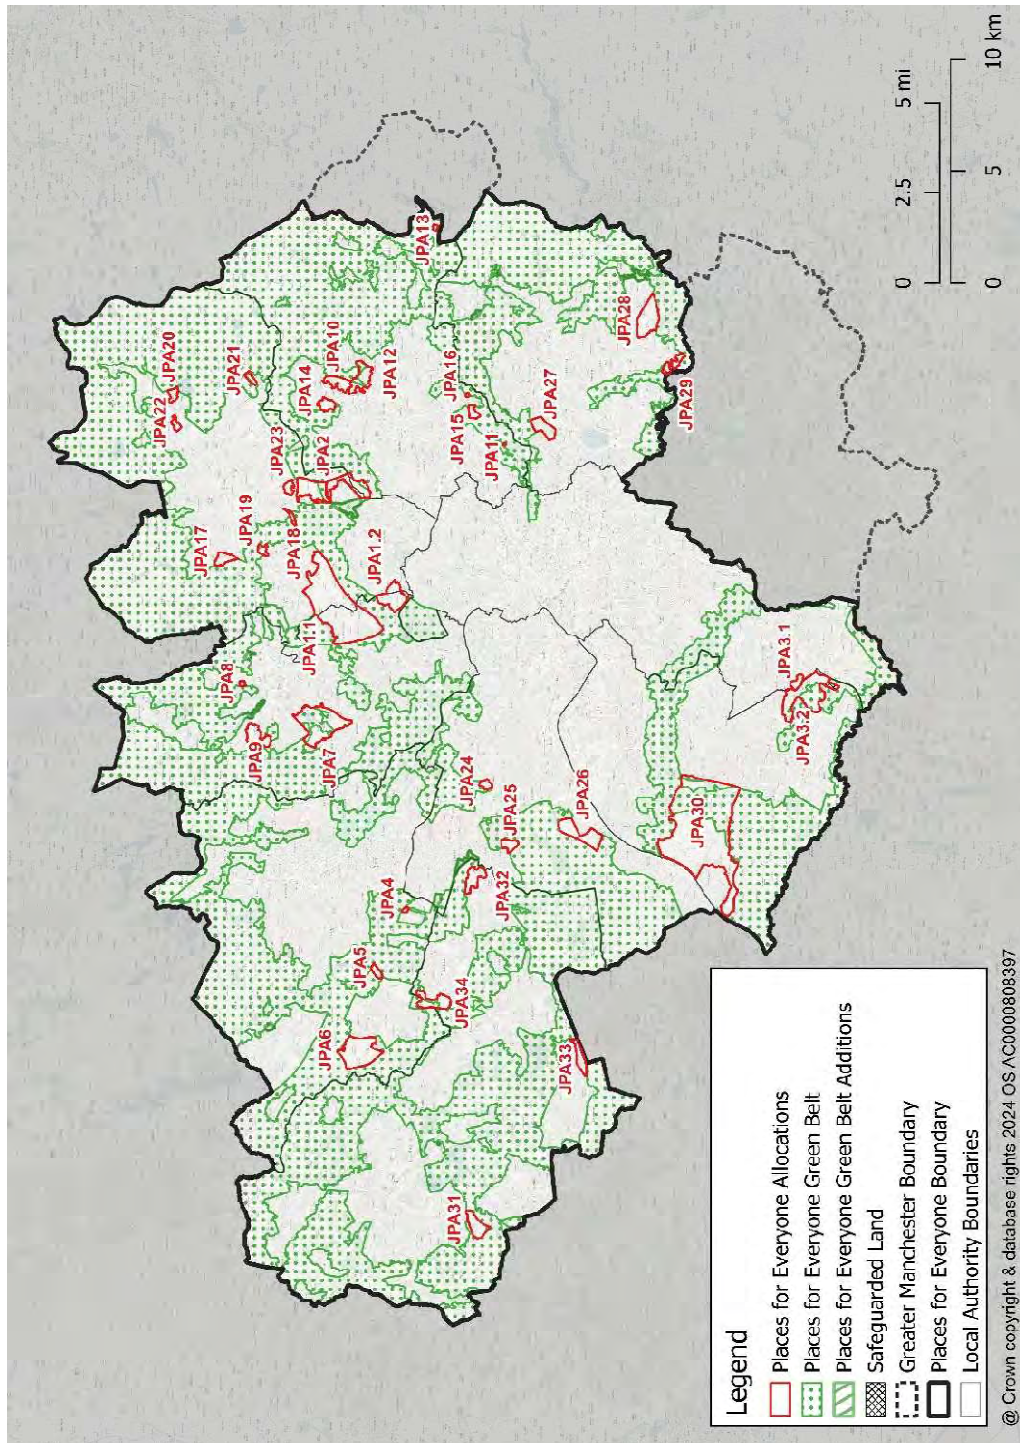 JPA20
JPA22
JPA21
JPA17
JPA23
JPA14
JPA10
JPA2
JPA12
JPA19
JPA18
JPA13
JPA8
JPA1.1
JPA1.2
JPA9
JPA7
JPA16
JPA15
JPA11
JPA27
JPA28
JPA29
JPA24
JPA25
JPA26
JPA4
JPA5
JPA32
JPA6
JPA34
JPA33
JPA31
JPA30
JPA3.1
JPA3.2
Legend
Places for Everyone Allocations
Places for Everyone Green Belt
Places for Everyone Green Belt Additions
Safeguarded Land
Greater Manchester Boundary
Places for Everyone Boundary
Local Authority Boundaries
0 2.5 5 mi
0 5 10 km
@ Crown copyright & database rights 2024 OS AC0000808397